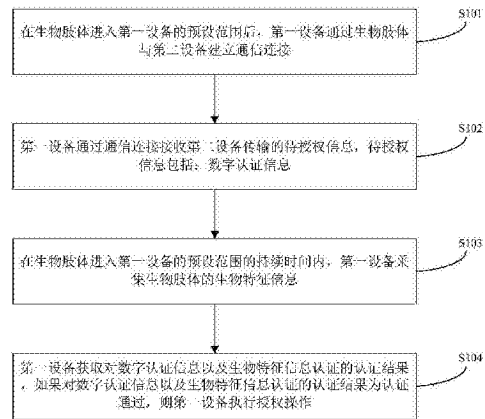 S101
在生物肢体进入第一设备的预设范围后，第一设备通过生物肢体
与第二设备建立通信连接
S102
第一设备通过通信连接接收第二设备传输的待授权信息，待授权
信息包括：数字认证信息
S103
在生物肢体进入第一设备的预设范围的持续时间内，第一设备采
集生物肢体的生物特征信息
S104
第一设备获取对数字认证信息以及生物特征信息认证的认证结果
，如果对数字认证信息以及生物特征信息认证的认证结果为认证
通过，则第一设备执行授权操作